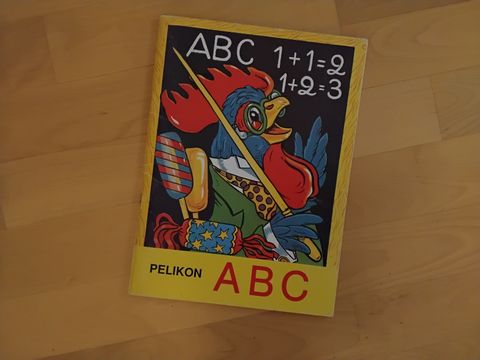 ABC 1+1=2
1+2=3
PELIKON ABC